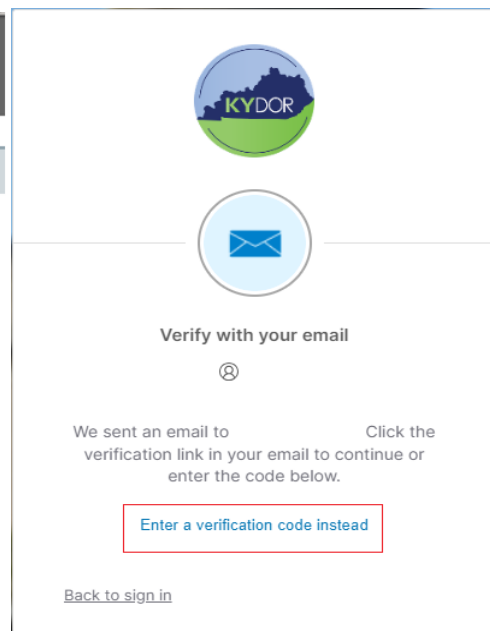 KYDOR
Verify with your email
We sent an email to Click the
verification link in your email to continue or
enter the code below.
Enter a verification code instead
Back to sign in